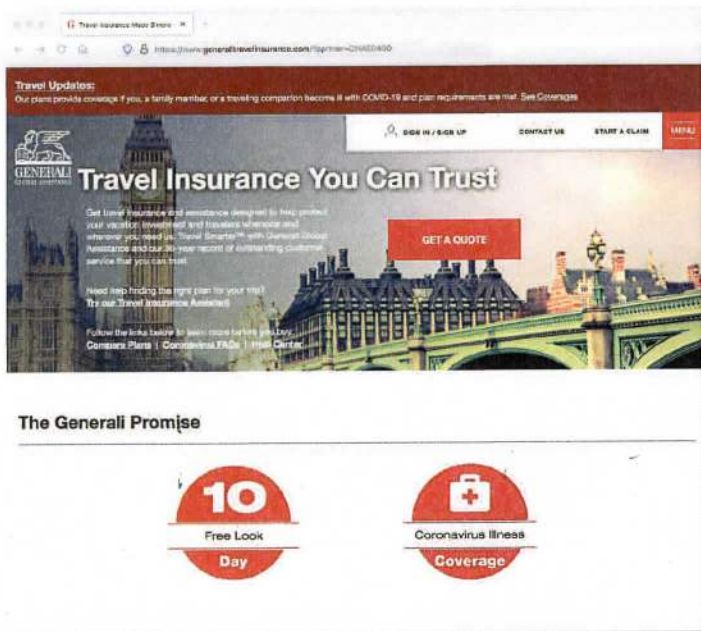 Travel Insurance Made Simple
https://www.generalitravelinsurance.com/
Travel Updates:
Our plans provide coverage if you, a family member, or a traveling companion become ill with COVID-19 and plan requirements are met. See Coverages
SIGN IN / SIGN UP CONTACT US START A CLAIM MENU
GENERALI
GLOBAL ASSISTANCE
Travel Insurance You Can Trust
Get travel insurance and assistance designed to help protect
your vacation investment and travelers whenever and
wherever you need us. Travel Smarter™ with Generali Global
Assistance and our 30-year record of outstanding customer
service that you can trust.
GET A QUOTE
Need help finding the right plan for your trip?
Try our Travel Insurance Assistant
Follow the links below to learn more before you buy.
Compare Plans | Coronavirus FAQs | Help Center
The Generali Promise
10
Free Look
Day
Coronavirus Illness
Coverage